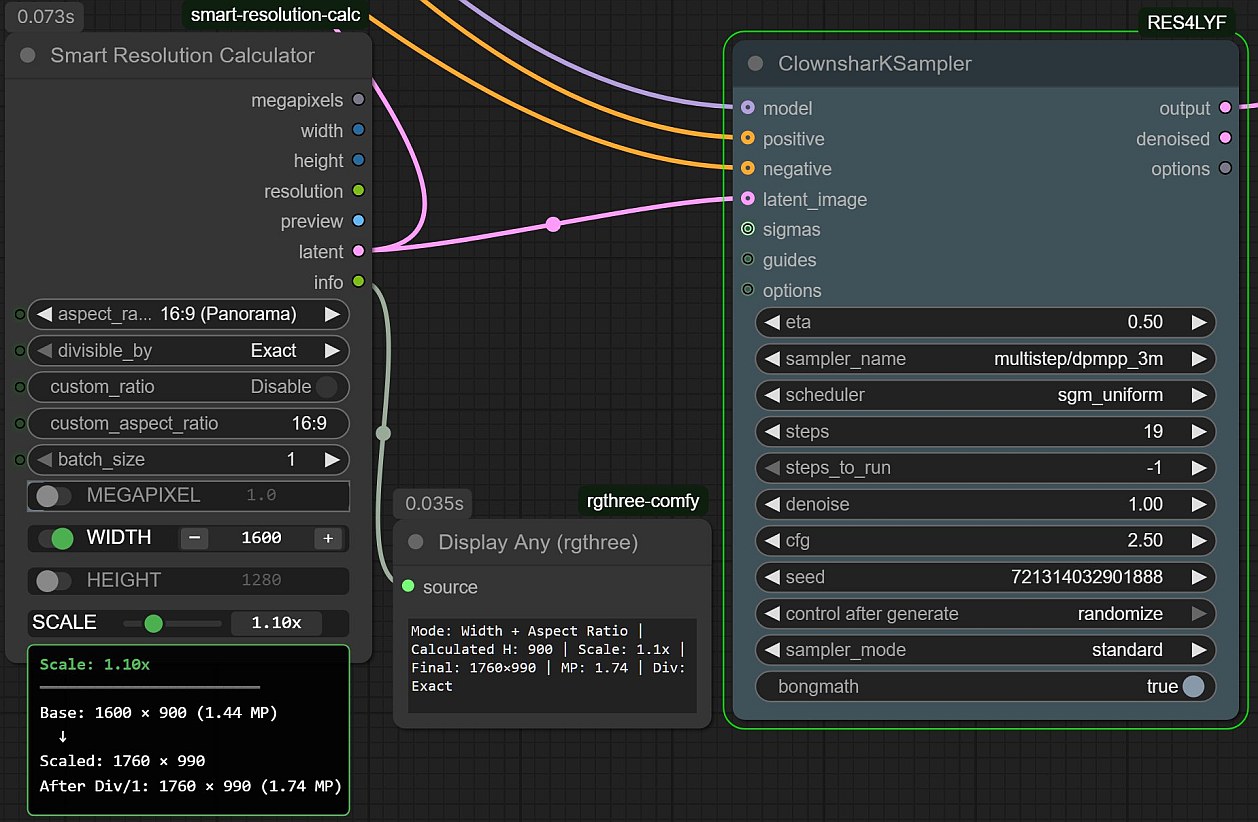 0.073s
smart-resolution-calc
Smart Resolution Calculator
megapixels
width
height
resolution
preview
latent
info
aspect_ra... 16:9 (Panorama)
divisible_by Exact
custom_ratio Disable
custom_aspect_ratio 16:9
batch_size 1
MEGAPIXEL 1.0
WIDTH − 1600 +
HEIGHT 1280
SCALE 1.10x
Scale: 1.10x
Base: 1600 × 900 (1.44 MP)
↓
Scaled: 1760 × 990
After Div/1: 1760 × 990 (1.74 MP)
0.035s
rgthree-comfy
Display Any (rgthree)
source
Mode: Width + Aspect Ratio |
Calculated H: 900 | Scale: 1.1x |
Final: 1760×990 | MP: 1.74 | Div:
Exact
RES4LYF
ClownsharKSampler
model output
positive denoised
negative options
latent_image
sigmas
guides
options
eta 0.50
sampler_name multistep/dpmpp_3m
scheduler sgm_uniform
steps 19
steps_to_run -1
denoise 1.00
cfg 2.50
seed 721314032901888
control after generate randomize
sampler_mode standard
bongmath true